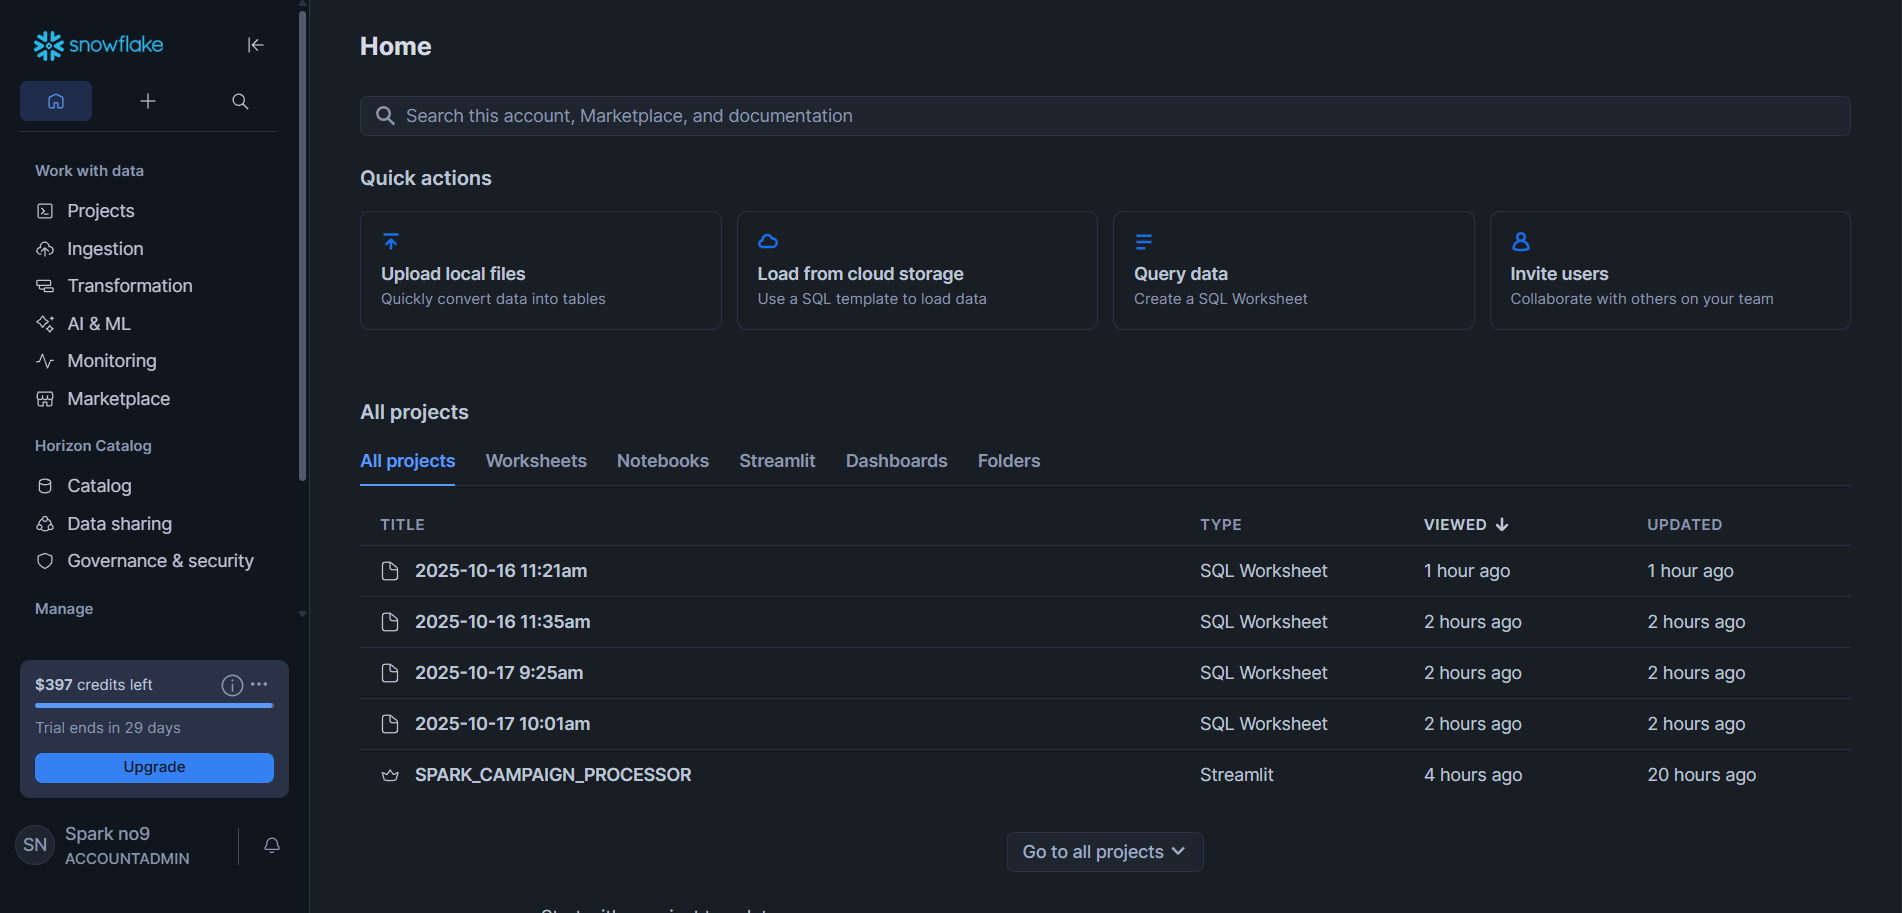 snowflake
Work with data
Projects
Ingestion
Transformation
AI & ML
Monitoring
Marketplace
Horizon Catalog
Catalog
Data sharing
Governance & security
Manage
$397 credits left
Trial ends in 29 days
Upgrade
SN
Spark no9
ACCOUNTADMIN
Home
Search this account, Marketplace, and documentation
Quick actions
Upload local files
Quickly convert data into tables
Load from cloud storage
Use a SQL template to load data
Query data
Create a SQL Worksheet
Invite users
Collaborate with others on your team
All projects
All projects Worksheets Notebooks Streamlit Dashboards Folders
TITLE TYPE VIEWED UPDATED
2025-10-16 11:21am SQL Worksheet 1 hour ago 1 hour ago
2025-10-16 11:35am SQL Worksheet 2 hours ago 2 hours ago
2025-10-17 9:25am SQL Worksheet 2 hours ago 2 hours ago
2025-10-17 10:01am SQL Worksheet 2 hours ago 2 hours ago
SPARK_CAMPAIGN_PROCESSOR Streamlit 4 hours ago 20 hours ago
Go to all projects